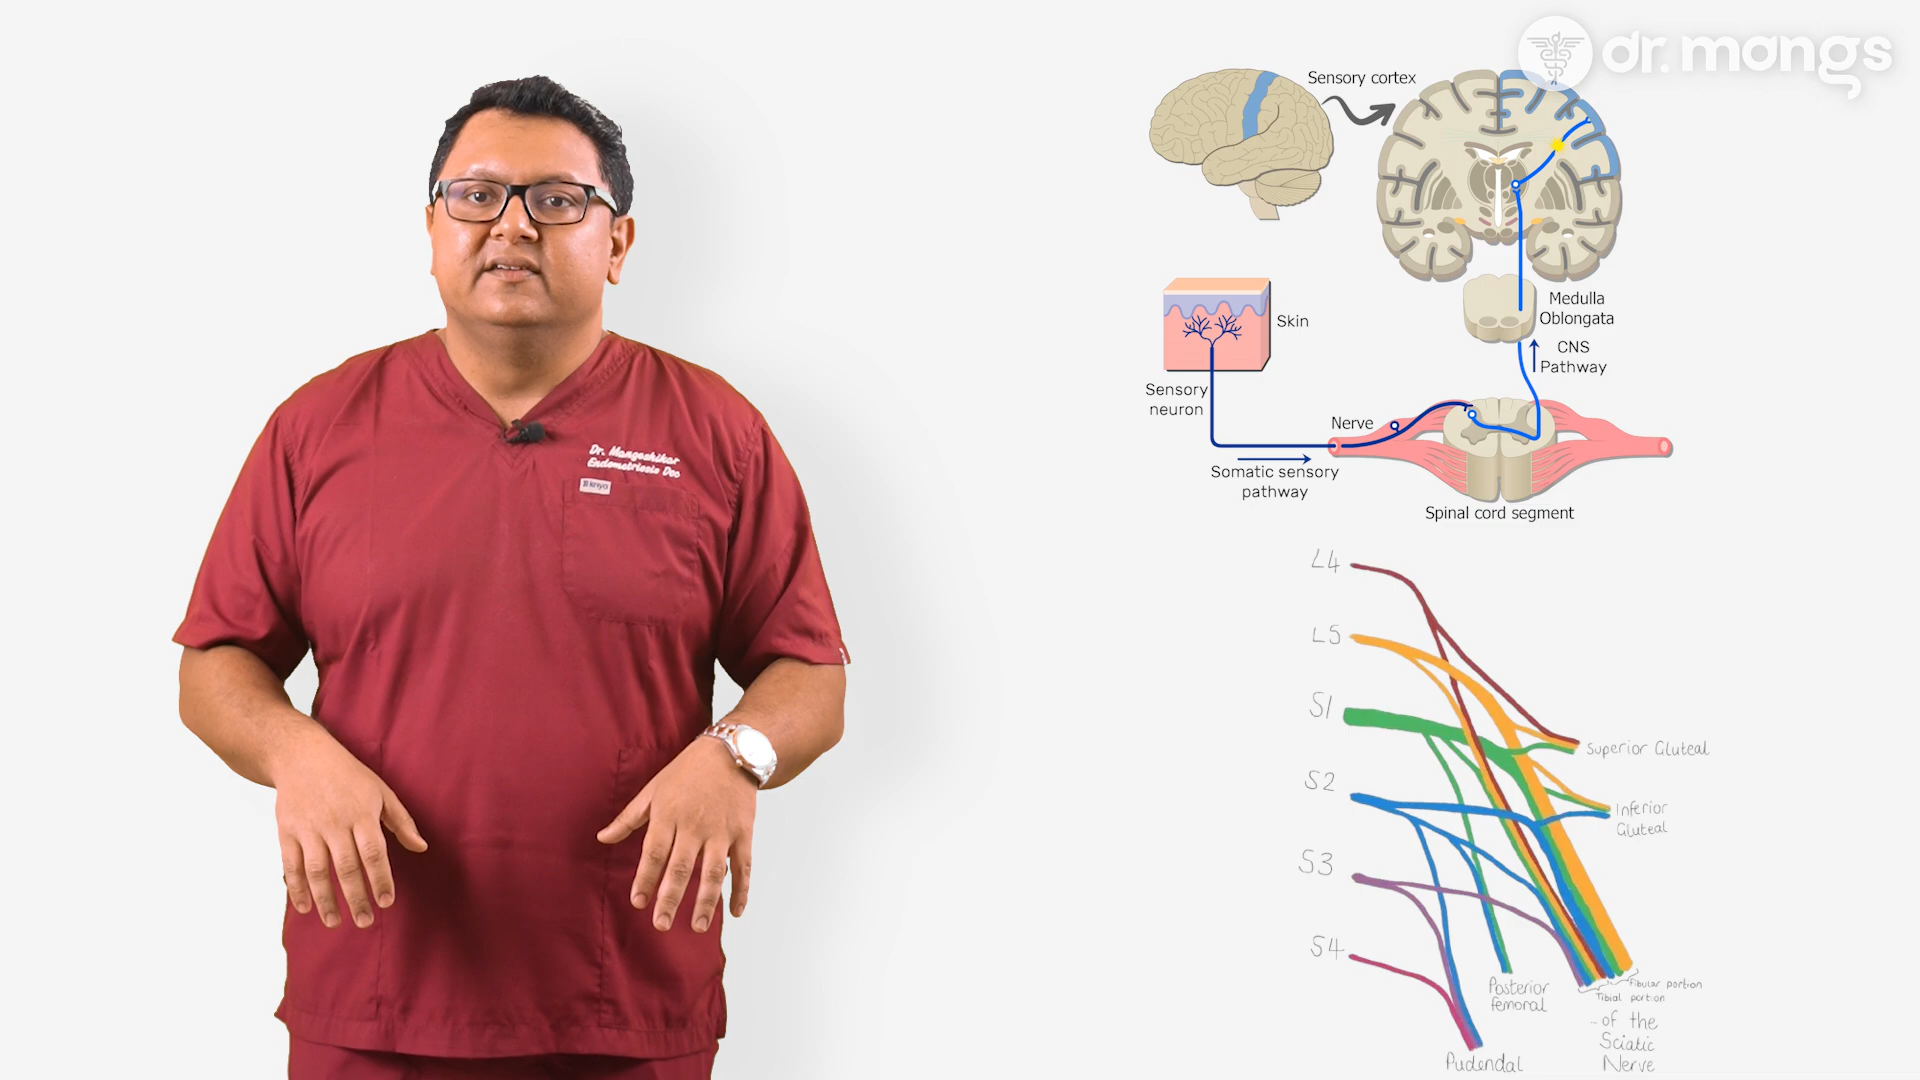 dr. mangs
Sensory cortex
Medulla
Oblongata
Skin
CNS
Pathway
Sensory
neuron
Nerve
Somatic sensory
pathway
Dr. Mangeshikar
Endometriosis Doc
knya
Spinal cord segment
L4
L5
S1
Superior Gluteal
S2
Inferior
Gluteal
S3
S4
Posterior
femoral
Fibular portion
Tibial portion
of the
Sciatic
Nerve
Pudendal